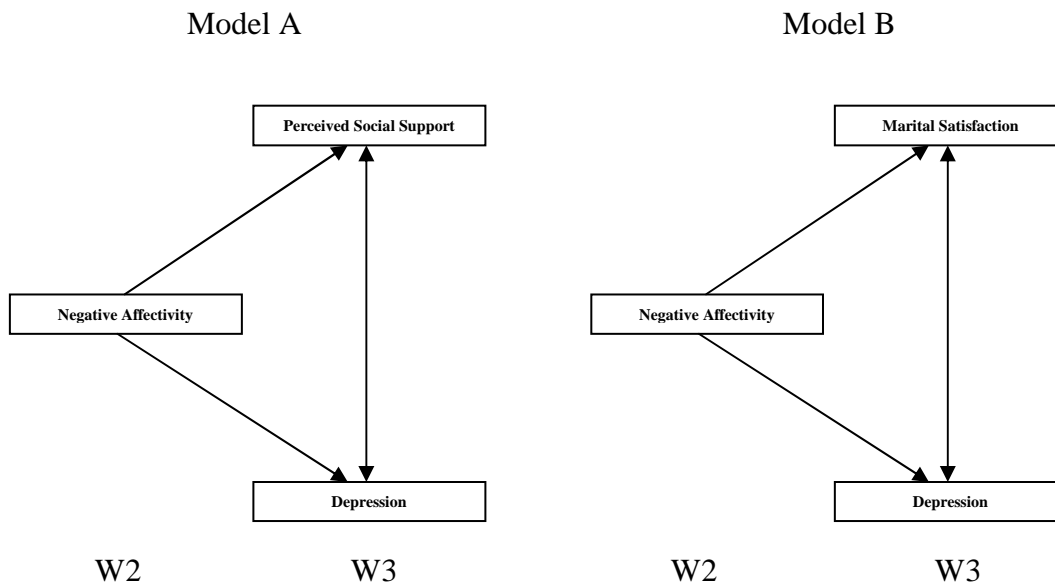 Model A
Model B
Perceived Social Support
Marital Satisfaction
Negative Affectivity
Negative Affectivity
Depression
Depression
W2
W3
W2
W3